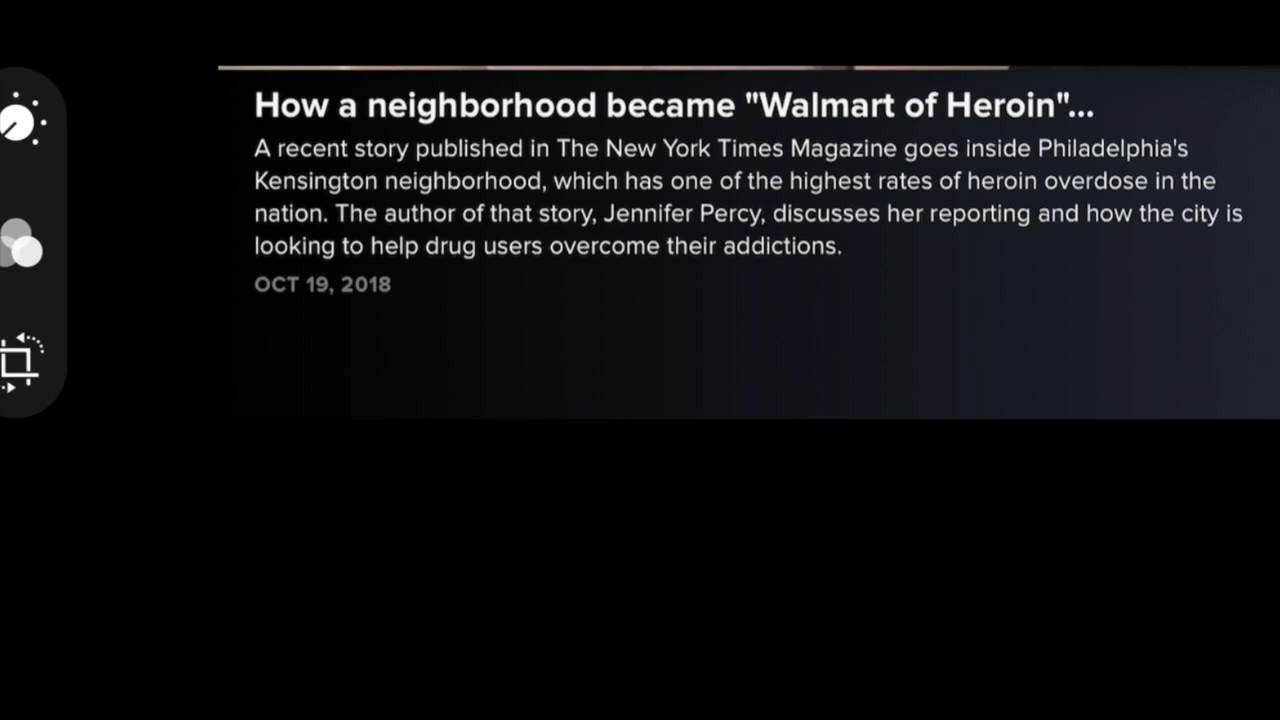 How a neighborhood became "Walmart of Heroin"...
A recent story published in The New York Times Magazine goes inside Philadelphia's
Kensington neighborhood, which has one of the highest rates of heroin overdose in the
nation. The author of that story, Jennifer Percy, discusses her reporting and how the city is
looking to help drug users overcome their addictions.
OCT 19, 2018